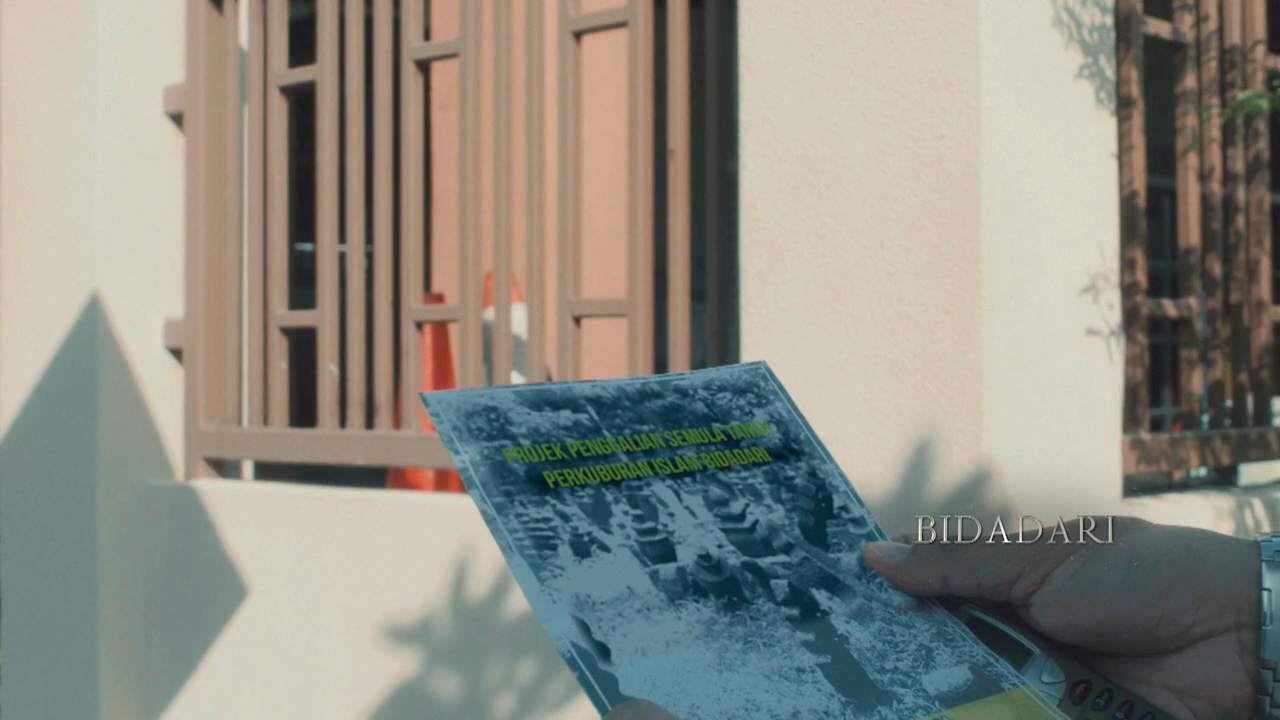 PROJEK PENGGALIAN SEMULA TANAH
PERKUBURAN ISLAM BIDADARI
BIDADARI